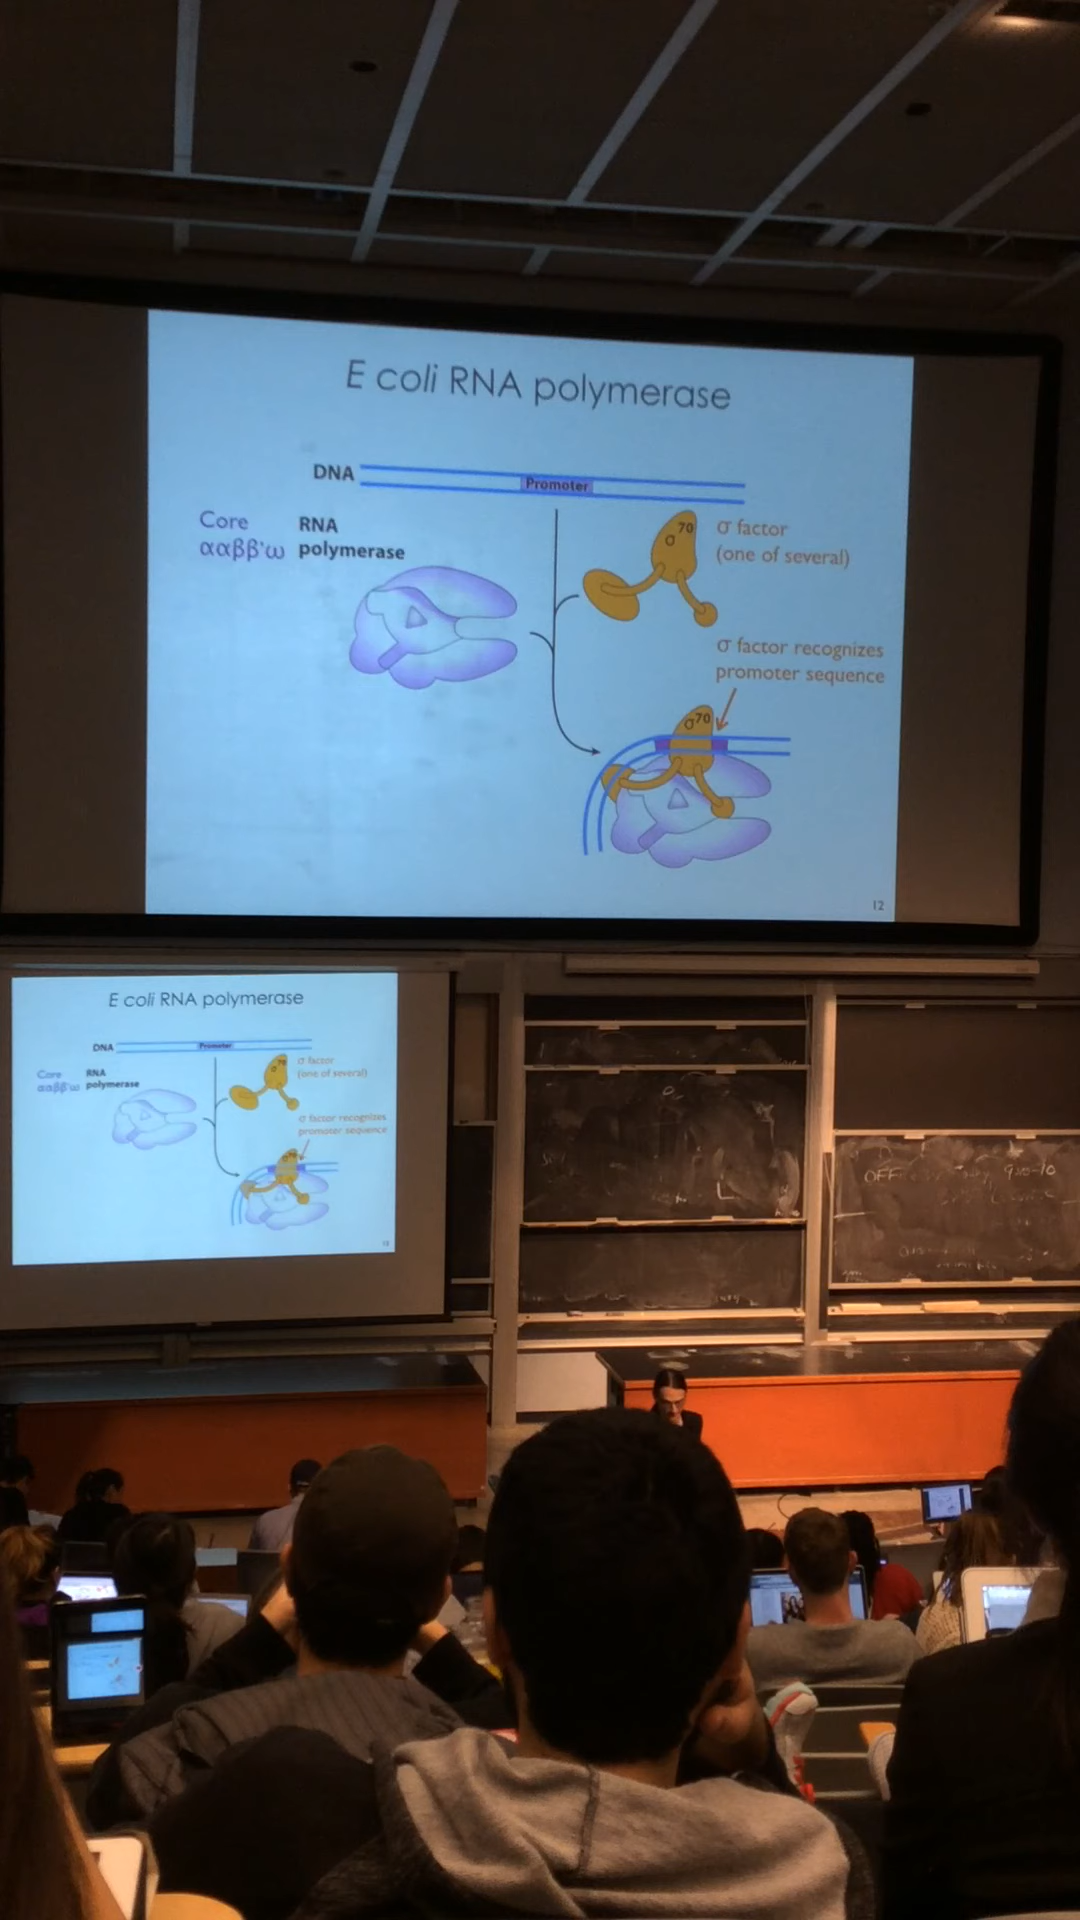 E coli RNA polymerase
DNA
Promoter
Core
ααββ'ω
RNA
polymerase
σ70
σ factor
(one of several)
σ factor recognizes
promoter sequence
σ70
12
E coli RNA polymerase
DNA
Promoter
Core
ααββ'ω
RNA
polymerase
σ factor
(one of several)
σ factor recognizes
promoter sequence
12